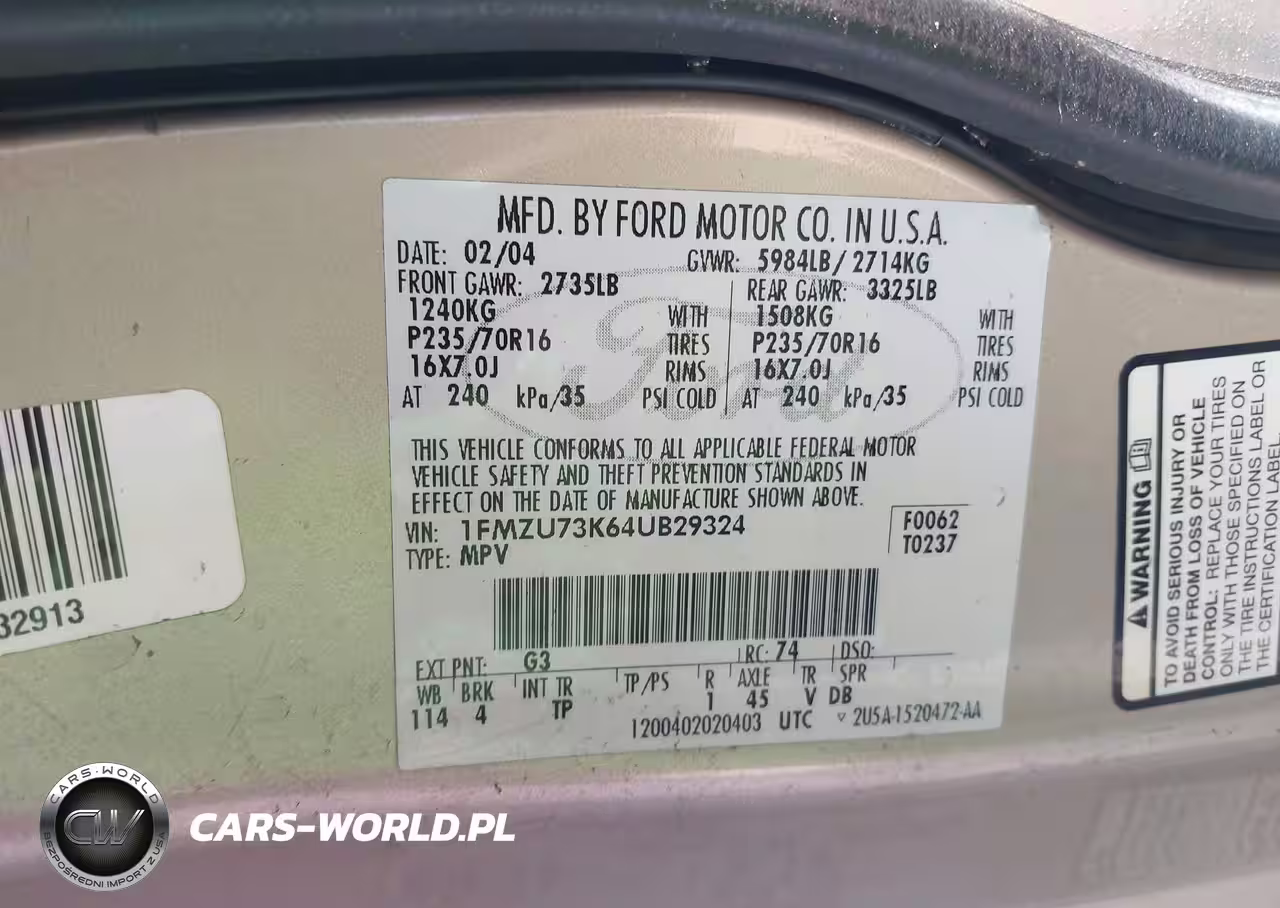 MFD. BY FORD MOTOR CO. IN U.S.A.
DATE: 02/04 GVWR: 5984LB/2714KG
FRONT GAWR: 2735LB REAR GAWR: 3325LB
1240KG WITH 1508KG WITH
P235/70R16 TIRES P235/70R16 TIRES
16X7.0J RIMS 16X7.0J RIMS
AT 240 kPa/35 PSI COLD AT 240 kPa/35 PSI COLD
Ford
THIS VEHICLE CONFORMS TO ALL APPLICABLE FEDERAL MOTOR
VEHICLE SAFETY AND THEFT PREVENTION STANDARDS IN
EFFECT ON THE DATE OF MANUFACTURE SHOWN ABOVE.
VIN: 1FMZU73K64UB29324 F0062
TYPE: MPV T0237
EXT PNT: G3 RC: 74 DSO:
WB BRK INT TR TP/PS R AXLE TR SPR
114 4 TP 1 45 V DB
1200402020403 UTC ▽ 2U5A-1520472-AA
32913
WARNING
TO AVOID SERIOUS INJURY OR
DEATH FROM LOSS OF VEHICLE
CONTROL: REPLACE YOUR TIRES
ONLY WITH THOSE SPECIFIED ON
THE TIRE INSTRUCTIONS LABEL OR
THE CERTIFICATION LABEL.
CARS-WORLD
CW
BEZPOŚREDNI IMPORT Z USA
CARS-WORLD.PL